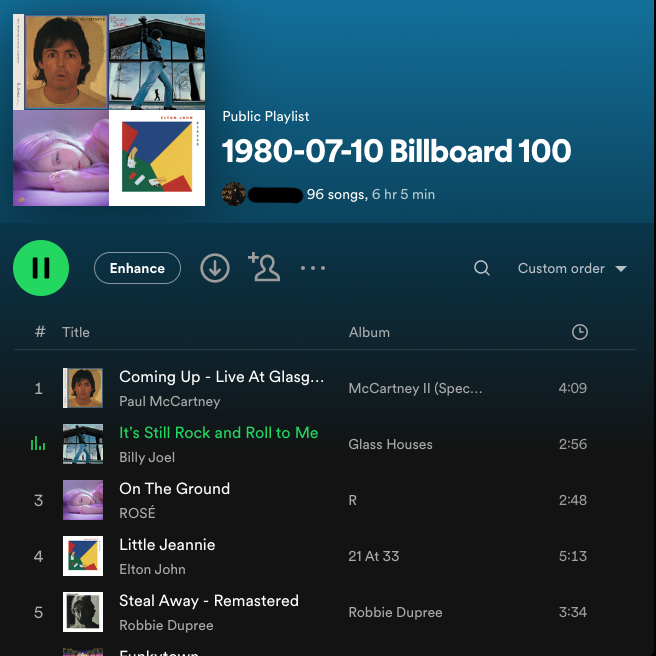 ELTON JOHN
Public Playlist
1980-07-10 Billboard 100
96 songs, 6 hr 5 min
Enhance
Custom order
# Title Album
1 Coming Up - Live At Glasg... McCartney II (Spec... 4:09
Paul McCartney
It's Still Rock and Roll to Me Glass Houses 2:56
Billy Joel
3 On The Ground R 2:48
ROSÉ
4 Little Jeannie 21 At 33 5:13
Elton John
5 Steal Away - Remastered Robbie Dupree 3:34
Robbie Dupree
Funkytown